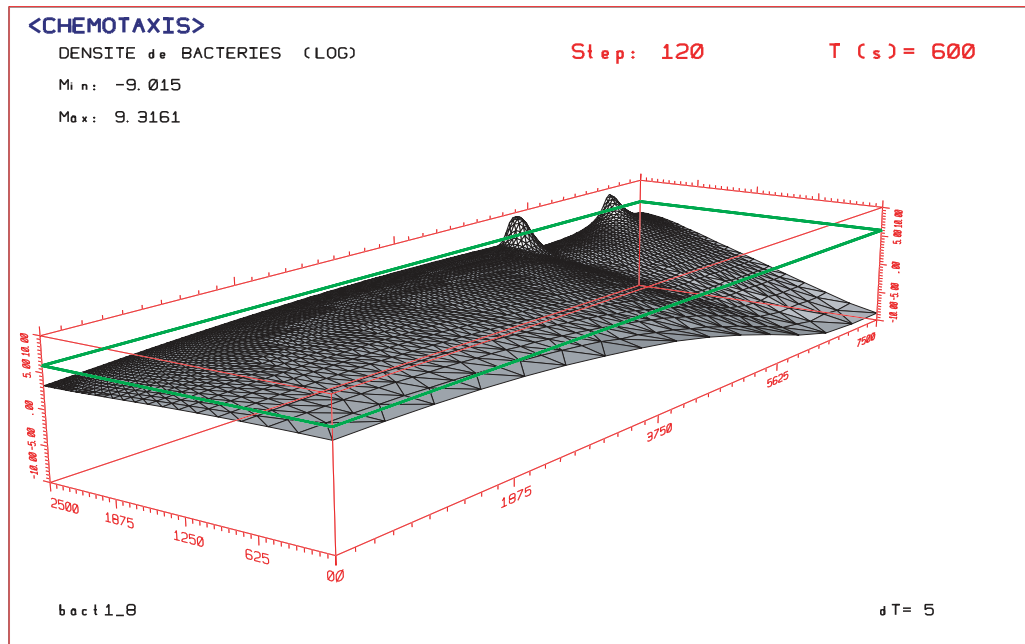 <CHEMOTAXIS>
DENSITE de BACTERIES (LOG)
Step: 120
T (s)= 600
Min: -9.015
Max: 9.3161
10.00
5.00
.00
-5.00
-10.00
10.00
5.00
.00
-5.00
-10.00
2500
1875
1250
625
00
1875
3750
5625
7500
bact1_8
dT= 5